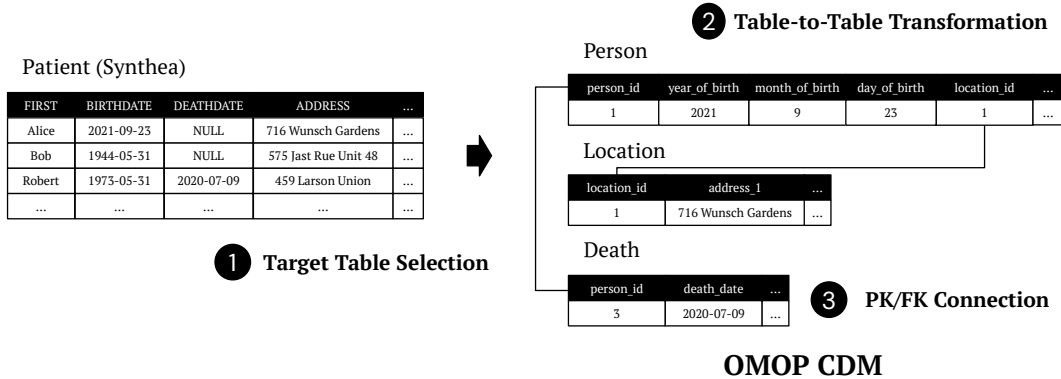 Patient (Synthea)
FIRST BIRTHDATE DEATHDATE ADDRESS ...
Alice 2021-09-23 NULL 716 Wunsch Gardens ...
Bob 1944-05-31 NULL 575 Jast Rue Unit 48 ...
Robert 1973-05-31 2020-07-09 459 Larson Union ...
... ... ... ... ...
1 Target Table Selection
2 Table-to-Table Transformation
Person
person_id year_of_birth month_of_birth day_of_birth location_id ...
1 2021 9 23 1 ...
Location
location_id address_1 ...
1 716 Wunsch Gardens ...
Death
person_id death_date ...
3 2020-07-09 ...
3 PK/FK Connection
OMOP CDM